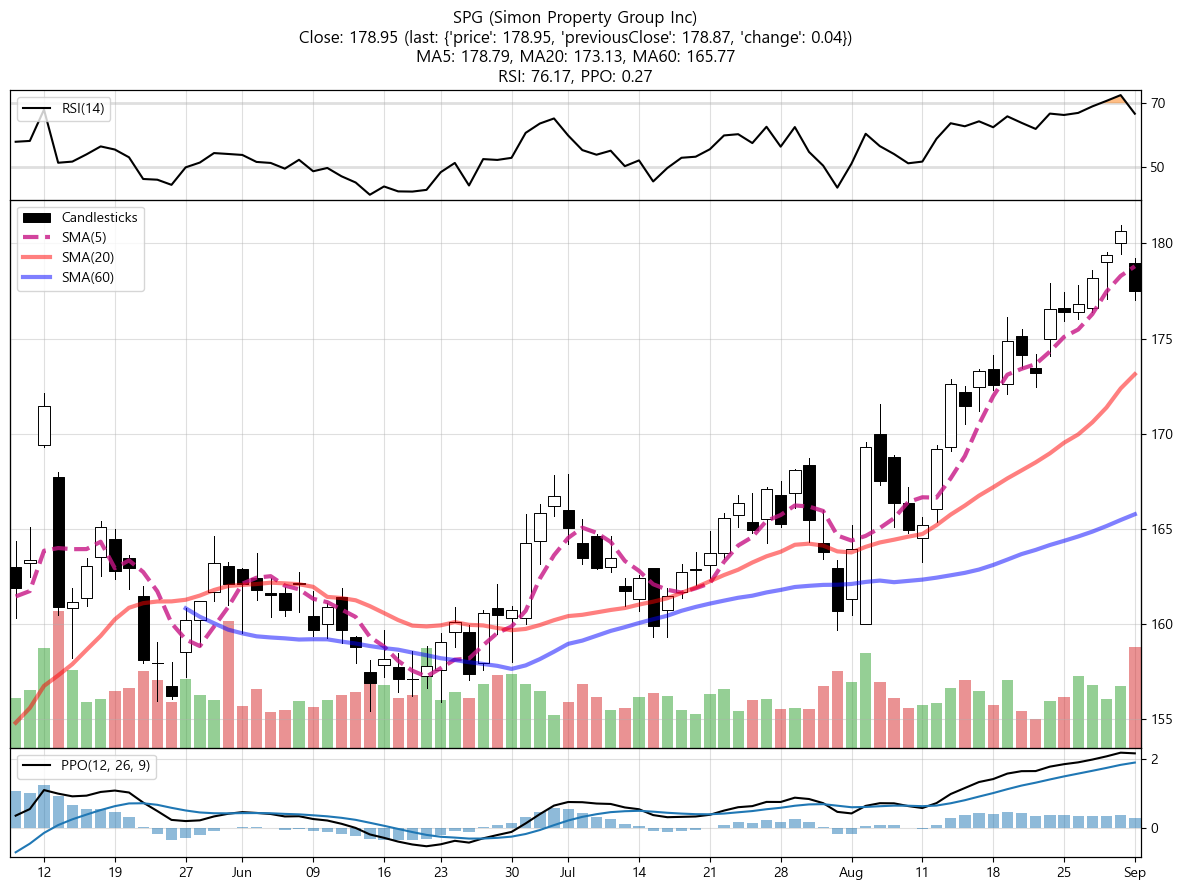 SPG (Simon Property Group Inc)
Close: 178.95 (last: {'price': 178.95, 'previousClose': 178.87, 'change': 0.04})
MA5: 178.79, MA20: 173.13, MA60: 165.77
RSI: 76.17, PPO: 0.27
RSI(14)
70
50
Candlesticks
SMA(5)
SMA(20)
SMA(60)
180
175
170
165
160
155
PPO(12, 26, 9)
2
0
12 19 27 Jun 09 16 23 30 Jul 14 21 28 Aug 11 18 25 Sep